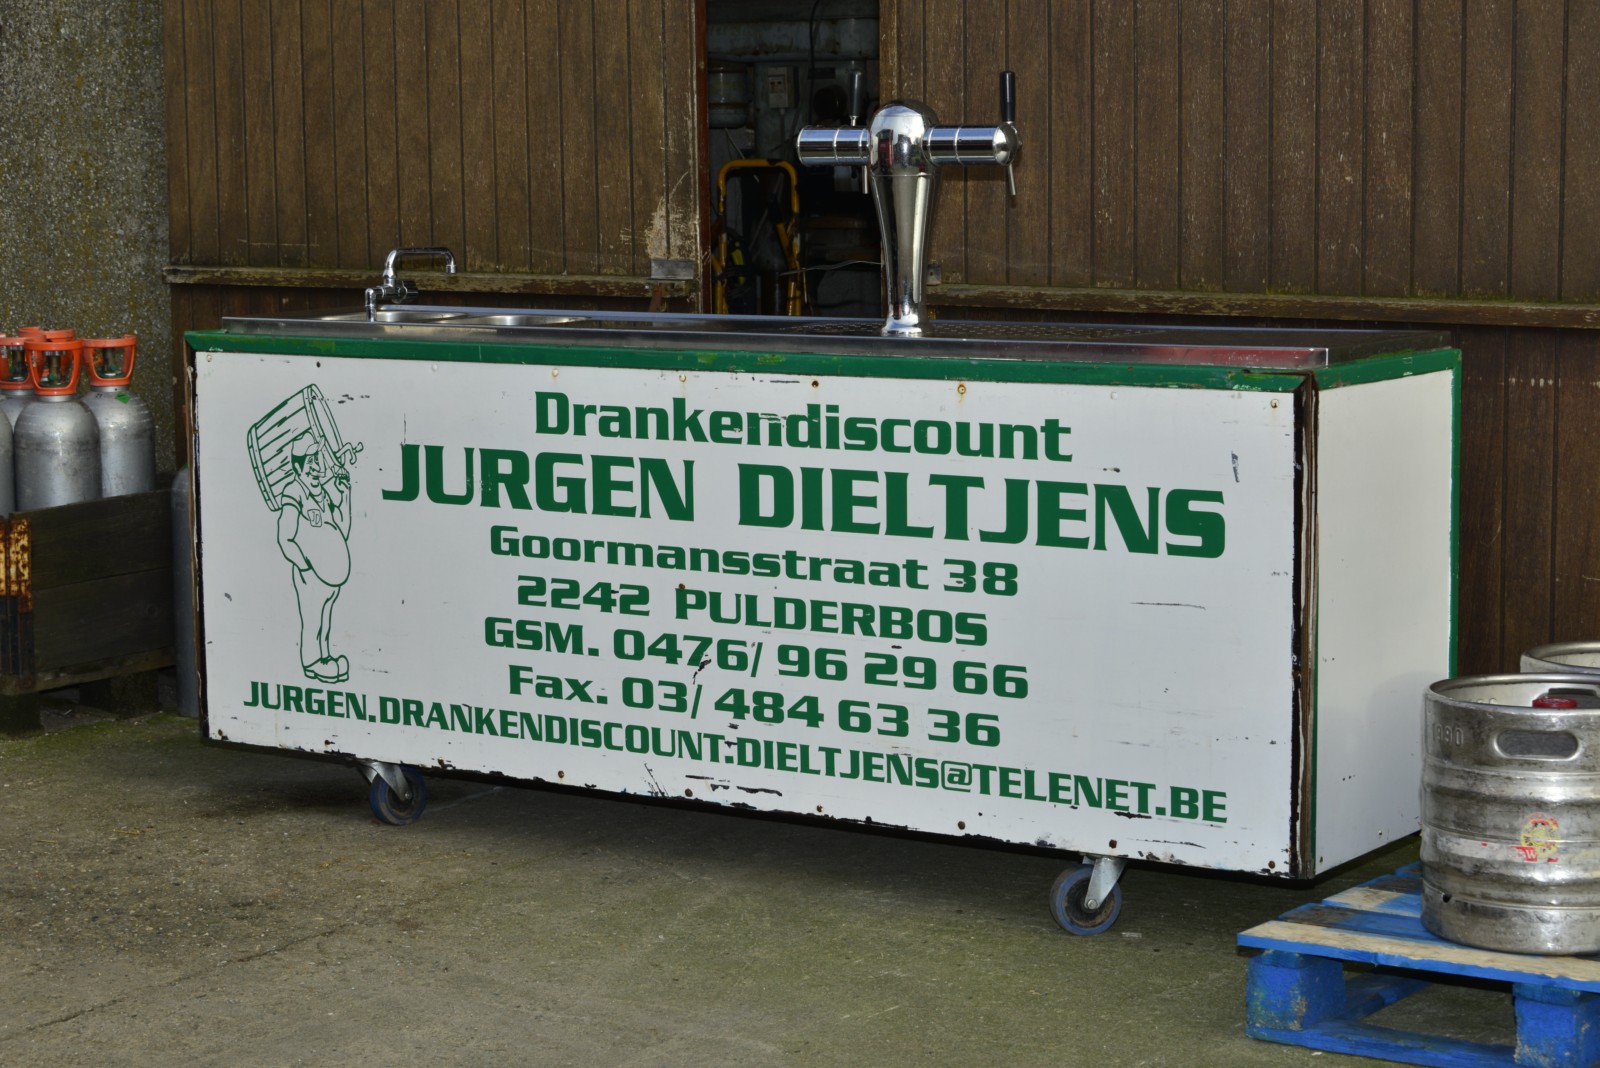 Drankendiscount
JURGEN DIELTJENS
Goormansstraat 38
2242 PULDERBOS
GSM. 0476/ 96 29 66
Fax. 03/ 484 63 36
JURGEN.DRANKENDISCOUNT.DIELTJENS@TELENET.BE
JD